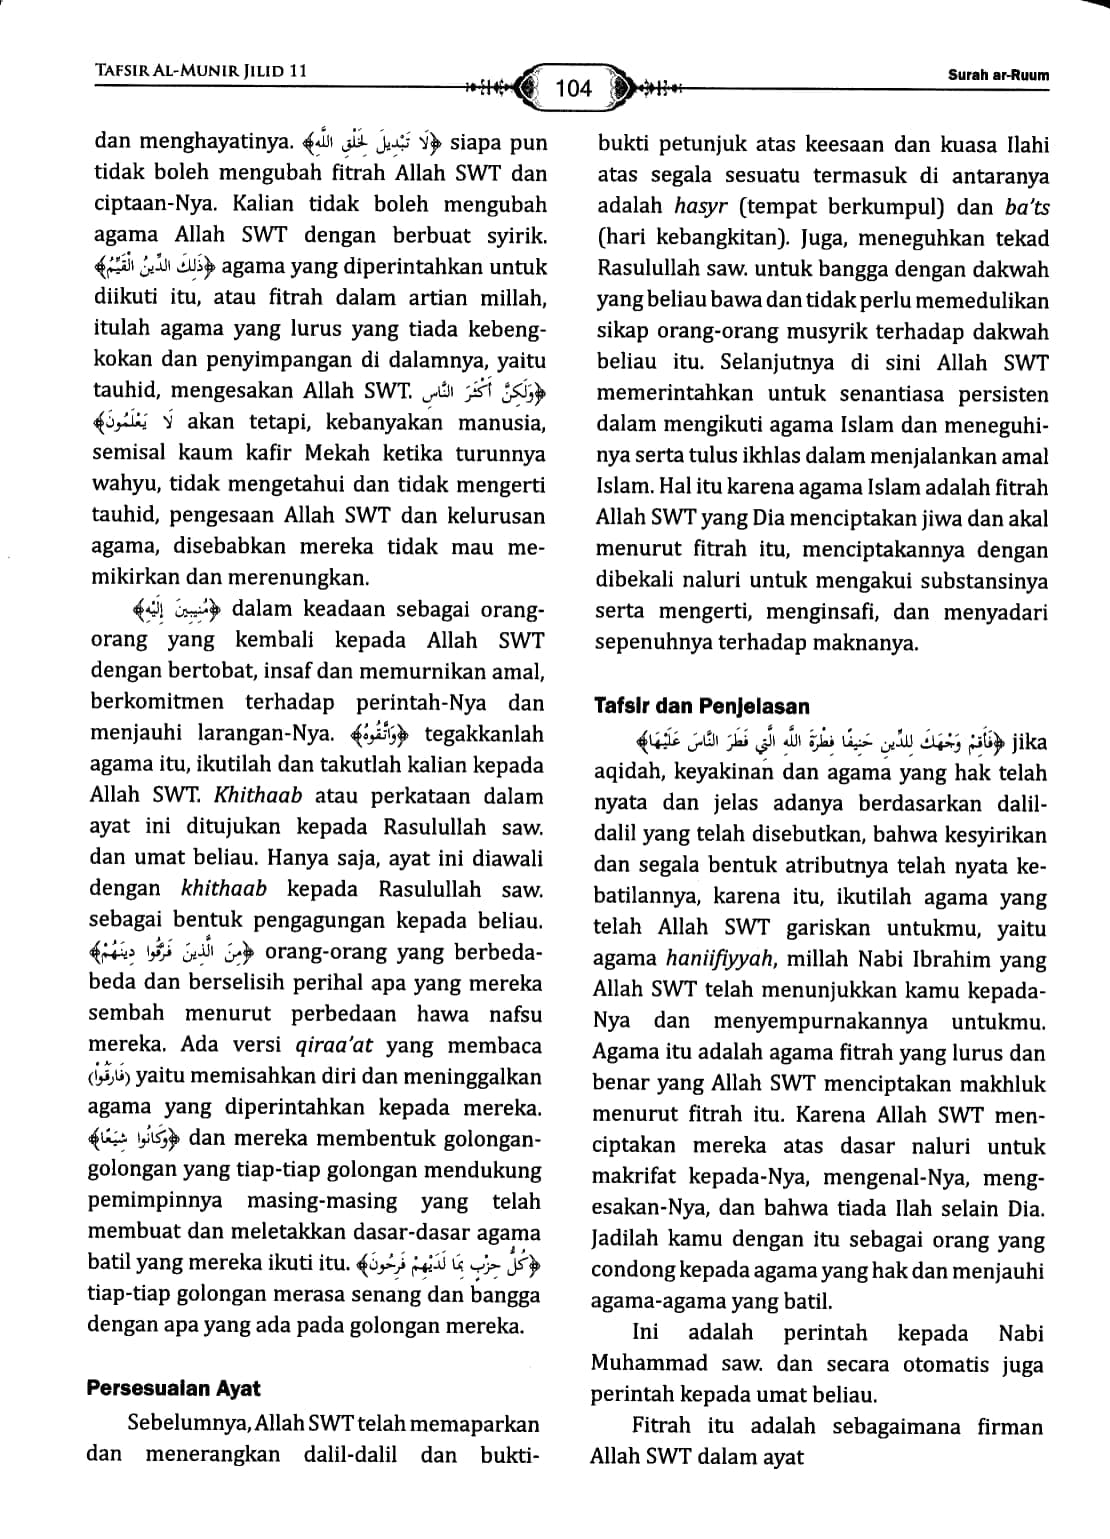 TAFSIR AL-MUNIR JILID 11
104
Surah ar-Ruum
dan menghayatinya. ﴿لَا تَبْدِيلَ لِخَلْقِ اللَّهِ﴾ siapa pun
tidak boleh mengubah fitrah Allah SWT dan
ciptaan-Nya. Kalian tidak boleh mengubah
agama Allah SWT dengan berbuat syirik.
﴿ذَلِكَ الدِّينُ الْقَيِّمُ﴾ agama yang diperintahkan untuk
diikuti itu, atau fitrah dalam artian millah,
itulah agama yang lurus yang tiada kebeng-
kokan dan penyimpangan di dalamnya, yaitu
tauhid, mengesakan Allah SWT. ﴿وَلَكِنَّ أَكْثَرَ النَّاسِ
لَا يَعْلَمُونَ﴾ akan tetapi, kebanyakan manusia,
semisal kaum kafir Mekah ketika turunnya
wahyu, tidak mengetahui dan tidak mengerti
tauhid, pengesaan Allah SWT dan kelurusan
agama, disebabkan mereka tidak mau me-
mikirkan dan merenungkan.
﴿مُنِيبِينَ إِلَيْهِ﴾ dalam keadaan sebagai orang-
orang yang kembali kepada Allah SWT
dengan bertobat, insaf dan memurnikan amal,
berkomitmen terhadap perintah-Nya dan
menjauhi larangan-Nya. ﴿وَاتَّقُوهُ﴾ tegakkanlah
agama itu, ikutilah dan takutlah kalian kepada
Allah SWT. Khithaab atau perkataan dalam
ayat ini ditujukan kepada Rasulullah saw.
dan umat beliau. Hanya saja, ayat ini diawali
dengan khithaab kepada Rasulullah saw.
sebagai bentuk pengagungan kepada beliau.
﴿مِنَ الَّذِينَ فَرَّقُوا دِينَهُمْ﴾ orang-orang yang berbeda-
beda dan berselisih perihal apa yang mereka
sembah menurut perbedaan hawa nafsu
mereka. Ada versi qiraa'at yang membaca
(فَارَقُوا) yaitu memisahkan diri dan meninggalkan
agama yang diperintahkan kepada mereka.
﴿وَكَانُوا شِيَعًا﴾ dan mereka membentuk golongan-
golongan yang tiap-tiap golongan mendukung
pemimpinnya masing-masing yang telah
membuat dan meletakkan dasar-dasar agama
batil yang mereka ikuti itu. ﴿كُلُّ حِزْبٍ بِمَا لَدَيْهِمْ فَرِحُونَ﴾
tiap-tiap golongan merasa senang dan bangga
dengan apa yang ada pada golongan mereka.
Persesuaian Ayat
Sebelumnya, Allah SWT telah memaparkan
dan menerangkan dalil-dalil dan bukti-
bukti petunjuk atas keesaan dan kuasa Ilahi
atas segala sesuatu termasuk di antaranya
adalah hasyr (tempat berkumpul) dan ba'ts
(hari kebangkitan). Juga, meneguhkan tekad
Rasulullah saw. untuk bangga dengan dakwah
yang beliau bawa dan tidak perlu memedulikan
sikap orang-orang musyrik terhadap dakwah
beliau itu. Selanjutnya di sini Allah SWT
memerintahkan untuk senantiasa persisten
dalam mengikuti agama Islam dan meneguhi-
nya serta tulus ikhlas dalam menjalankan amal
Islam. Hal itu karena agama Islam adalah fitrah
Allah SWT yang Dia menciptakan jiwa dan akal
menurut fitrah itu, menciptakannya dengan
dibekali naluri untuk mengakui substansinya
serta mengerti, menginsafi, dan menyadari
sepenuhnya terhadap maknanya.
Tafsir dan Penjelasan
﴿فَأَقِمْ وَجْهَكَ لِلدِّينِ حَنِيفًا فِطْرَةَ اللَّهِ الَّتِي فَطَرَ النَّاسَ عَلَيْهَا﴾ jika
aqidah, keyakinan dan agama yang hak telah
nyata dan jelas adanya berdasarkan dalil-
dalil yang telah disebutkan, bahwa kesyirikan
dan segala bentuk atributnya telah nyata ke-
batilannya, karena itu, ikutilah agama yang
telah Allah SWT gariskan untukmu, yaitu
agama haniifiyyah, millah Nabi Ibrahim yang
Allah SWT telah menunjukkan kamu kepada-
Nya dan menyempurnakannya untukmu.
Agama itu adalah agama fitrah yang lurus dan
benar yang Allah SWT menciptakan makhluk
menurut fitrah itu. Karena Allah SWT men-
ciptakan mereka atas dasar naluri untuk
makrifat kepada-Nya, mengenal-Nya, meng-
esakan-Nya, dan bahwa tiada Ilah selain Dia.
Jadilah kamu dengan itu sebagai orang yang
condong kepada agama yang hak dan menjauhi
agama-agama yang batil.
Ini adalah perintah kepada Nabi
Muhammad saw. dan secara otomatis juga
perintah kepada umat beliau.
Fitrah itu adalah sebagaimana firman
Allah SWT dalam ayat